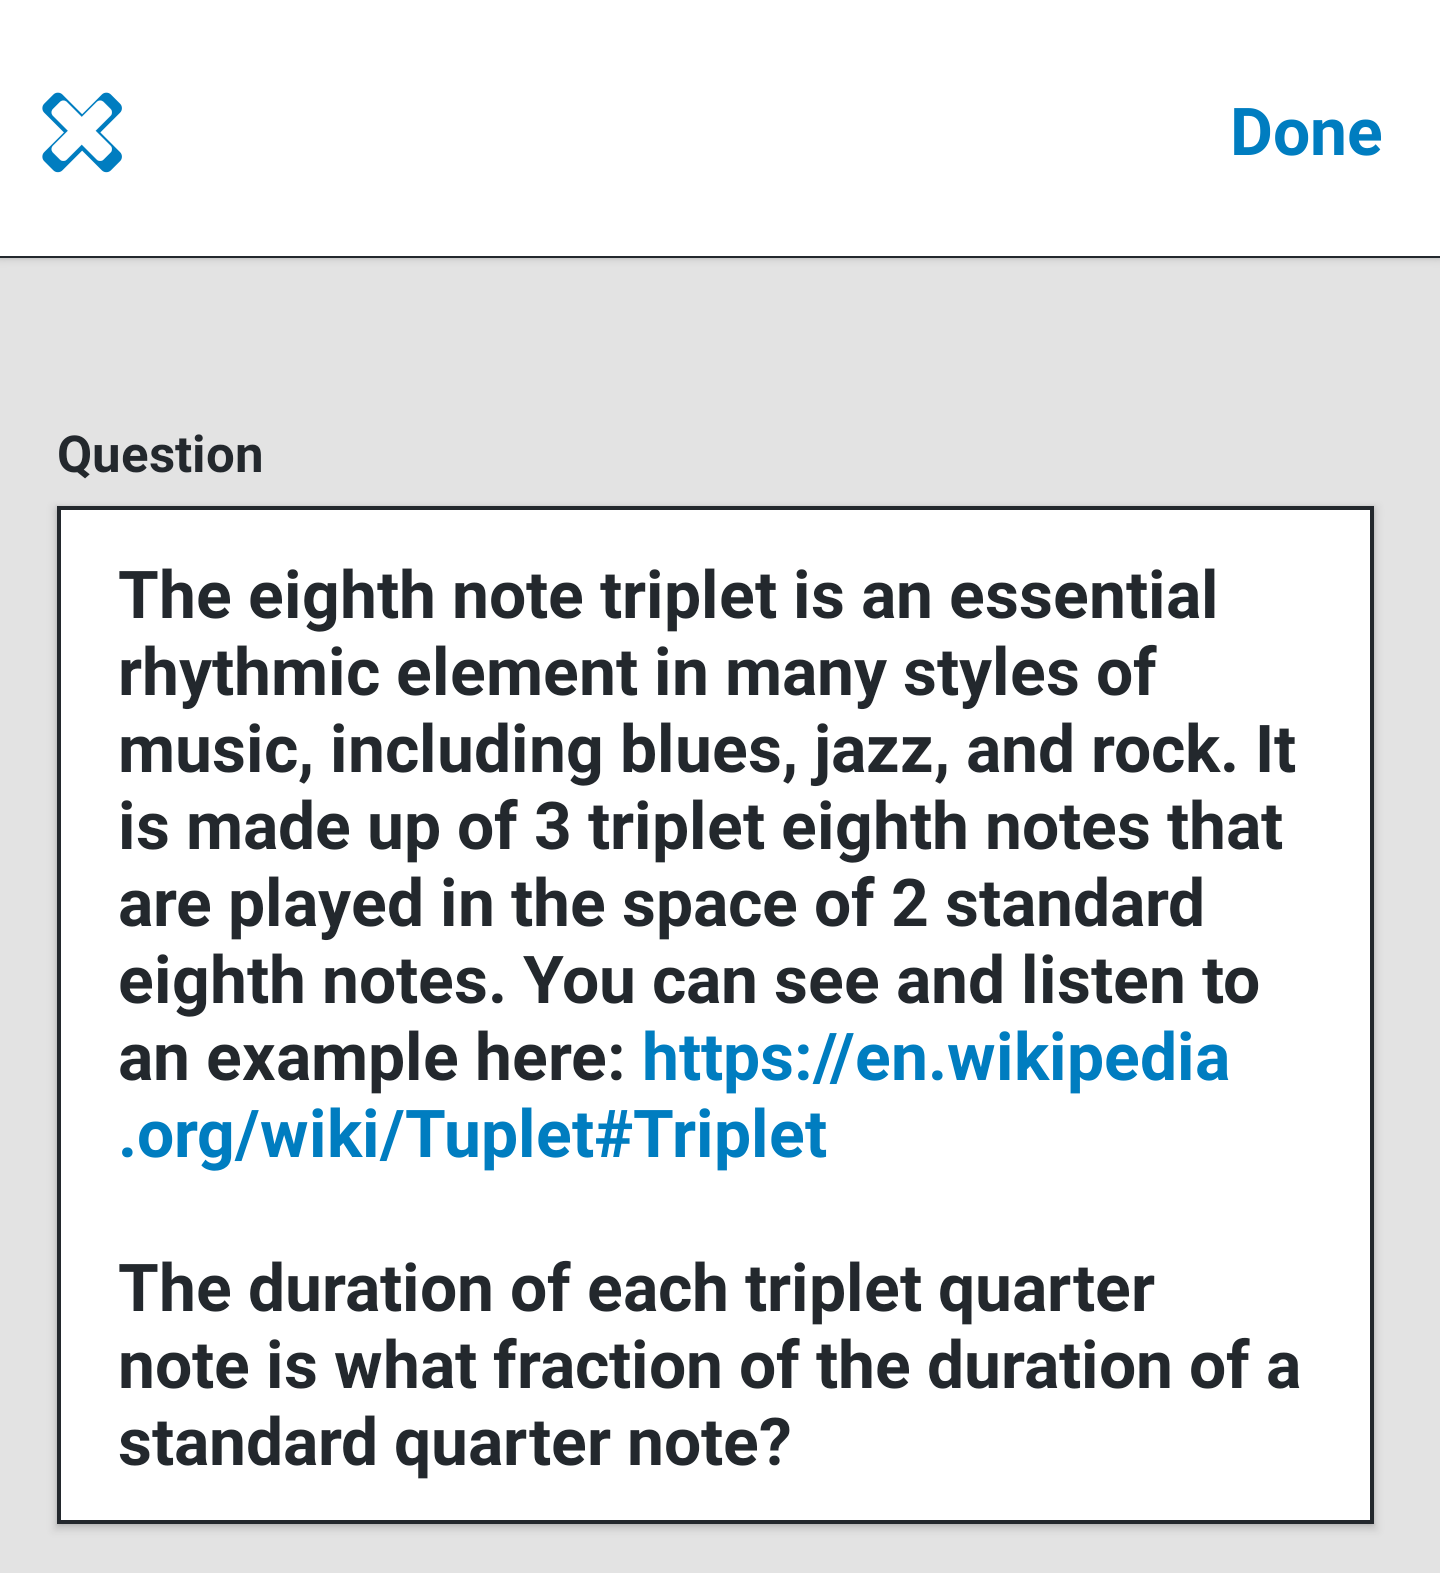 Done
Question
The eighth note triplet is an essential
rhythmic element in many styles of
music, including blues, jazz, and rock. It
is made up of 3 triplet eighth notes that
are played in the space of 2 standard
eighth notes. You can see and listen to
an example here: https://en.wikipedia
.org/wiki/Tuplet#Triplet
The duration of each triplet quarter
note is what fraction of the duration of a
standard quarter note?